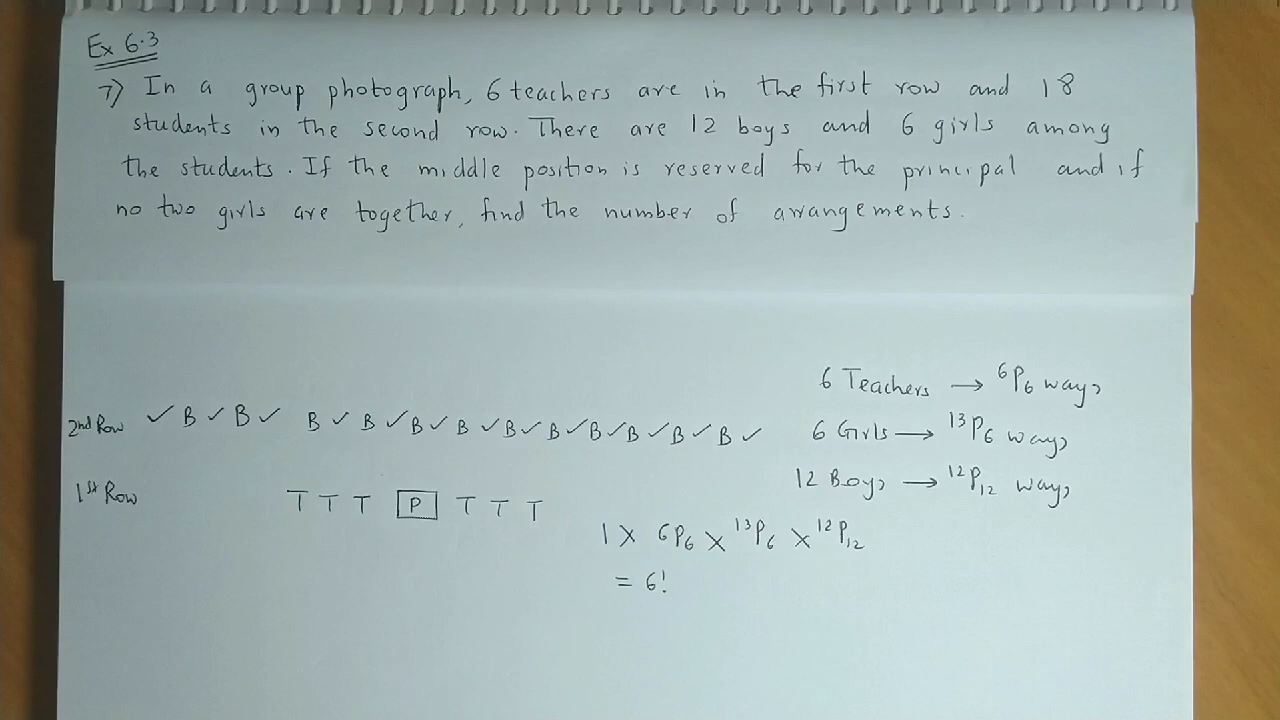 Ex 6.3
7) In a group photograph, 6 teachers are in the first row and 18
students in the second row. There are 12 boys and 6 girls among
the students. If the middle position is reserved for the principal and if
no two girls are together, find the number of arrangements.
6 Teachers → ⁶P₆ ways
2nd Row ✓ B ✓ B ✓ B ✓ B ✓ B ✓ B ✓ B ✓ B ✓ B ✓ B ✓ B ✓ B ✓
6 Girls → ¹³P₆ ways
12 Boys → ¹²P₁₂ ways
1st Row T T T P T T T
1 × 6P₆ × ¹³P₆ × ¹²P₁₂
= 6!